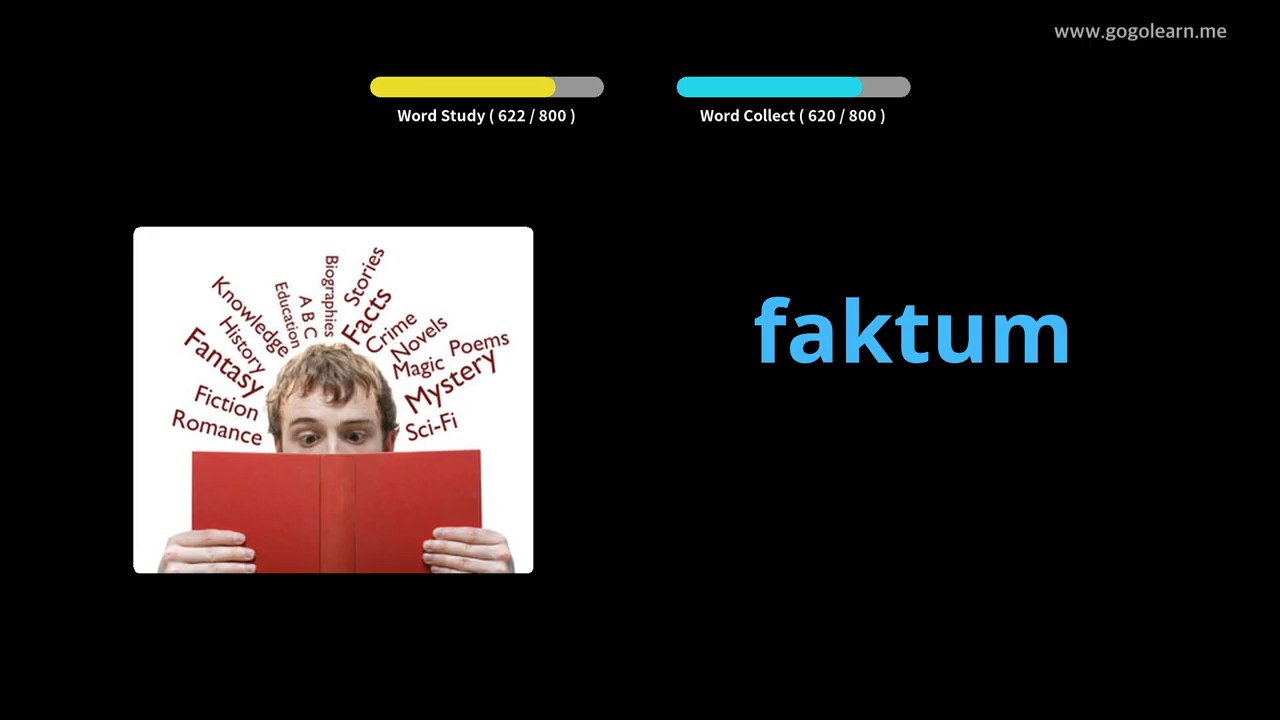 www.gogolearn.me
Word Study ( 622 / 800 )
Word Collect ( 620 / 800 )
faktum
Knowledge
Education
A B C
Biographies
Stories
Facts
Crime
Novels
Poems
Magic
Mystery
Sci-Fi
History
Fantasy
Fiction
Romance